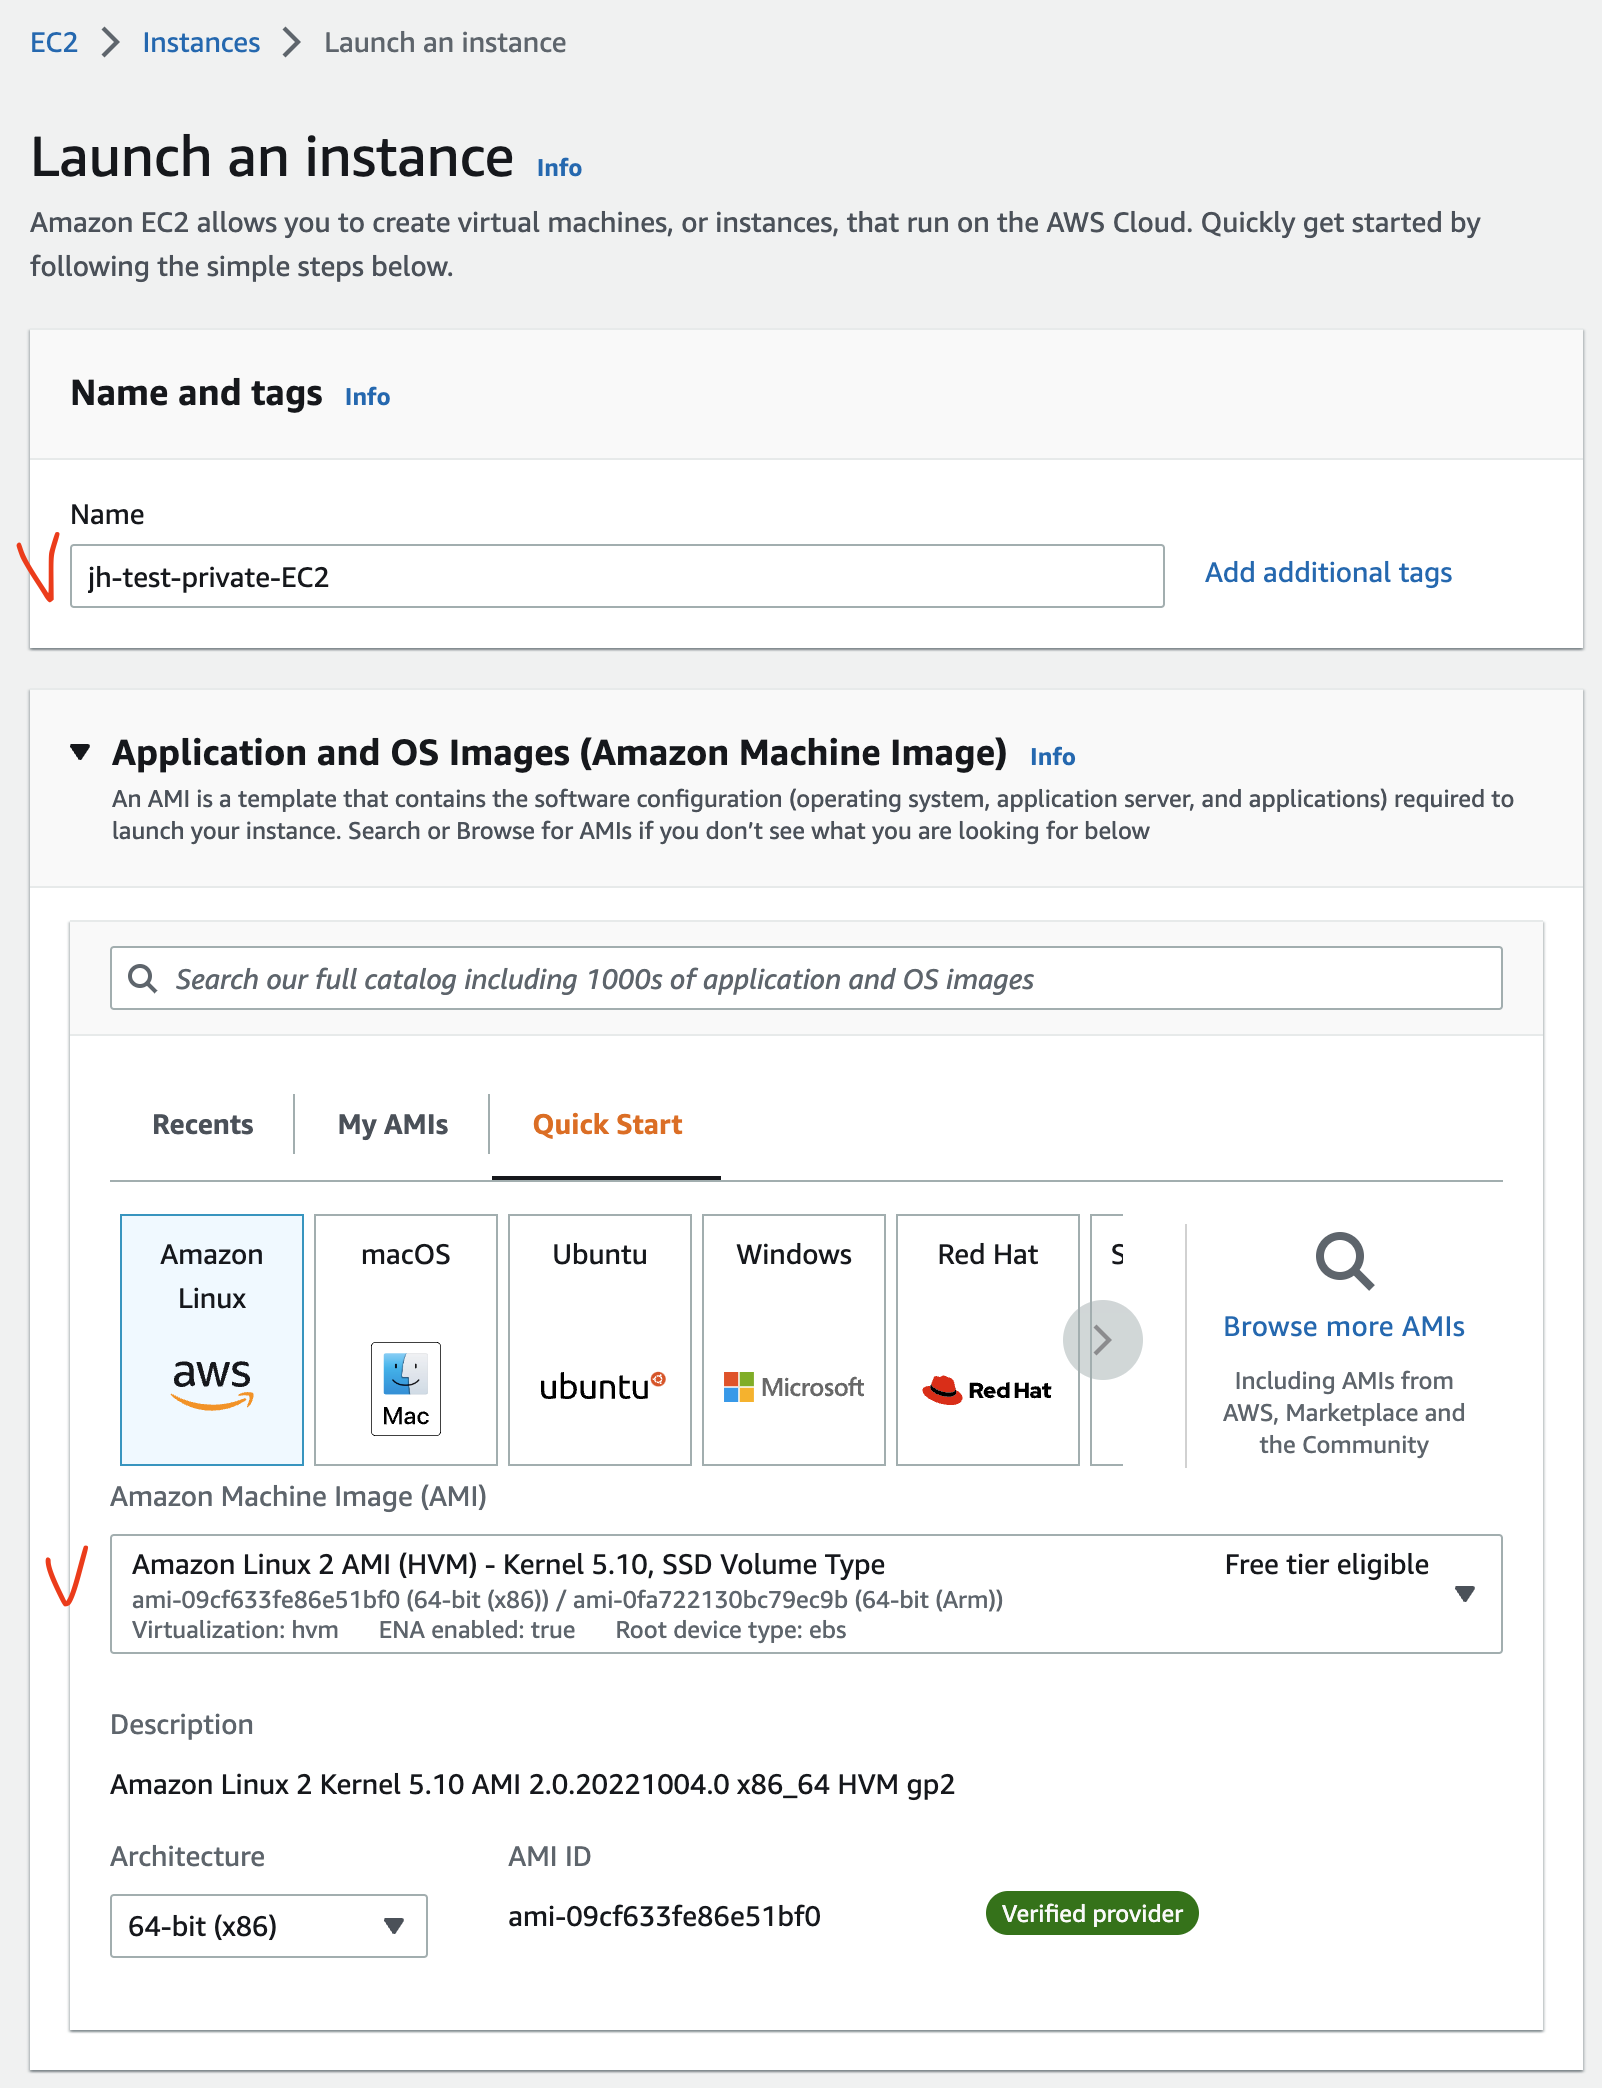 EC2 > Instances > Launch an instance
Launch an instance Info
Amazon EC2 allows you to create virtual machines, or instances, that run on the AWS Cloud. Quickly get started by
following the simple steps below.
Name and tags Info
Name
jh-test-private-EC2
Add additional tags
Application and OS Images (Amazon Machine Image) Info
An AMI is a template that contains the software configuration (operating system, application server, and applications) required to
launch your instance. Search or Browse for AMIs if you don’t see what you are looking for below
Search our full catalog including 1000s of application and OS images
Recents
My AMIs
Quick Start
Amazon
Linux
aws
macOS
Mac
Ubuntu
ubuntu
Windows
Microsoft
Red Hat
Red Hat
S
Browse more AMIs
Including AMIs from
AWS, Marketplace and
the Community
Amazon Machine Image (AMI)
Amazon Linux 2 AMI (HVM) - Kernel 5.10, SSD Volume Type
Free tier eligible
ami-09cf633fe86e51bf0 (64-bit (x86)) / ami-0fa722130bc79ec9b (64-bit (Arm))
Virtualization: hvm ENA enabled: true Root device type: ebs
Description
Amazon Linux 2 Kernel 5.10 AMI 2.0.20221004.0 x86_64 HVM gp2
Architecture
AMI ID
64-bit (x86)
ami-09cf633fe86e51bf0
Verified provider